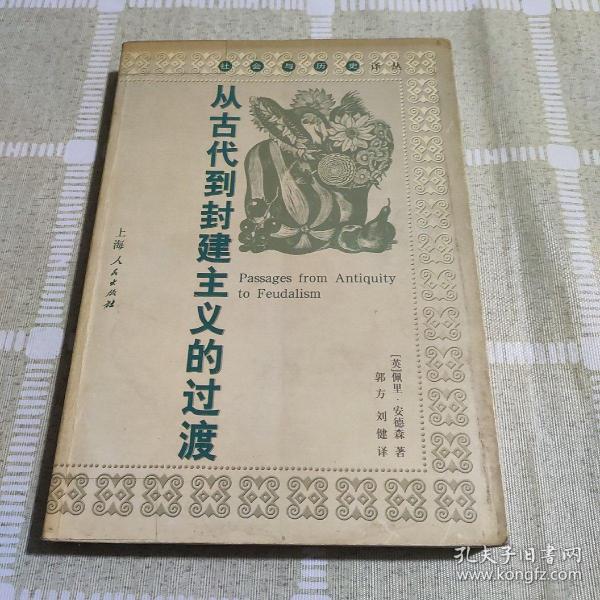 社会与历史译丛
从古代到封建主义的过渡
Passages from Antiquity
to Feudalism
上海人民出版社
[英]佩里·安德森 著
郭方 刘健 译
孔夫子旧书网
www.kongfz.com